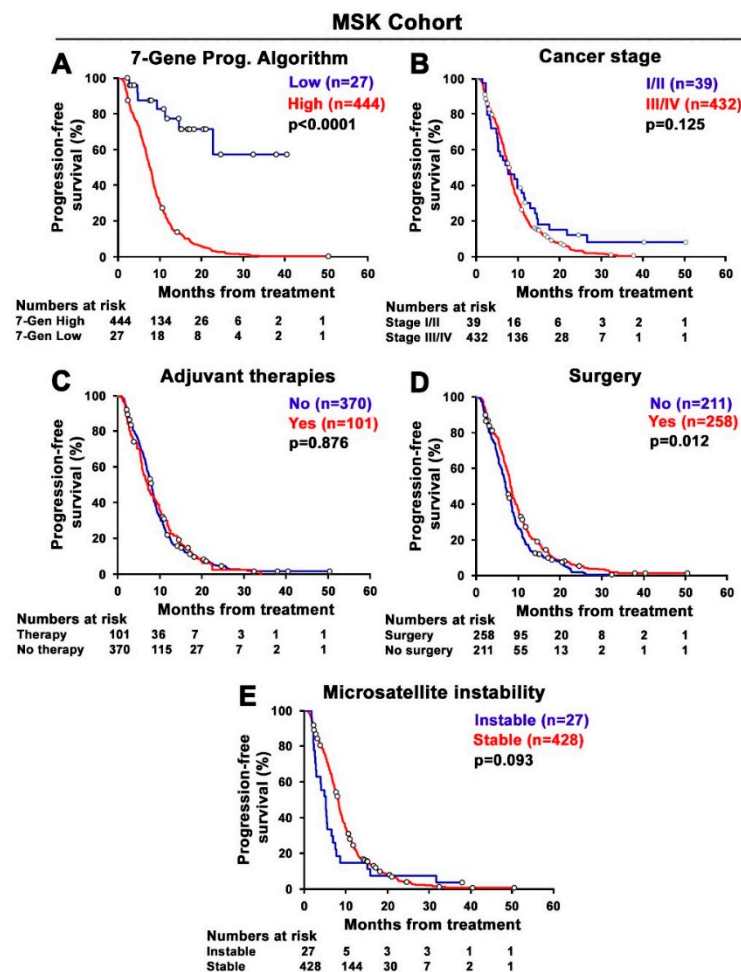 MSK Cohort
A
7-Gene Prog. Algorithm
Low (n=27)
High (n=444)
p<0.0001
Progression-free
survival (%)
100
80
60
40
20
0
0 10 20 30 40 50 60
Months from treatment
Numbers at risk
7-Gen High 444 134 26 6 2 1
7-Gen Low 27 18 8 4 2 1
B
Cancer stage
I/II (n=39)
III/IV (n=432)
p=0.125
Progression-free
survival (%)
100
80
60
40
20
0
0 10 20 30 40 50 60
Months from treatment
Numbers at risk
Stage I/II 39 16 6 3 2 1
Stage III/IV 432 136 28 7 1 1
C
Adjuvant therapies
No (n=370)
Yes (n=101)
p=0.876
Progression-free
survival (%)
100
80
60
40
20
0
0 10 20 30 40 50 60
Months from treatment
Numbers at risk
Therapy 101 36 7 3 1 1
No therapy 370 115 27 7 2 1
D
Surgery
No (n=211)
Yes (n=258)
p=0.012
Progression-free
survival (%)
100
80
60
40
20
0
0 10 20 30 40 50 60
Months from treatment
Numbers at risk
Surgery 258 95 20 8 2 1
No surgery 211 55 13 2 1 1
E
Microsatellite instability
Instable (n=27)
Stable (n=428)
p=0.093
Progression-free
survival (%)
100
80
60
40
20
0
0 10 20 30 40 50 60
Months from treatment
Numbers at risk
Instable 27 5 3 3 1 1
Stable 428 144 30 7 2 1